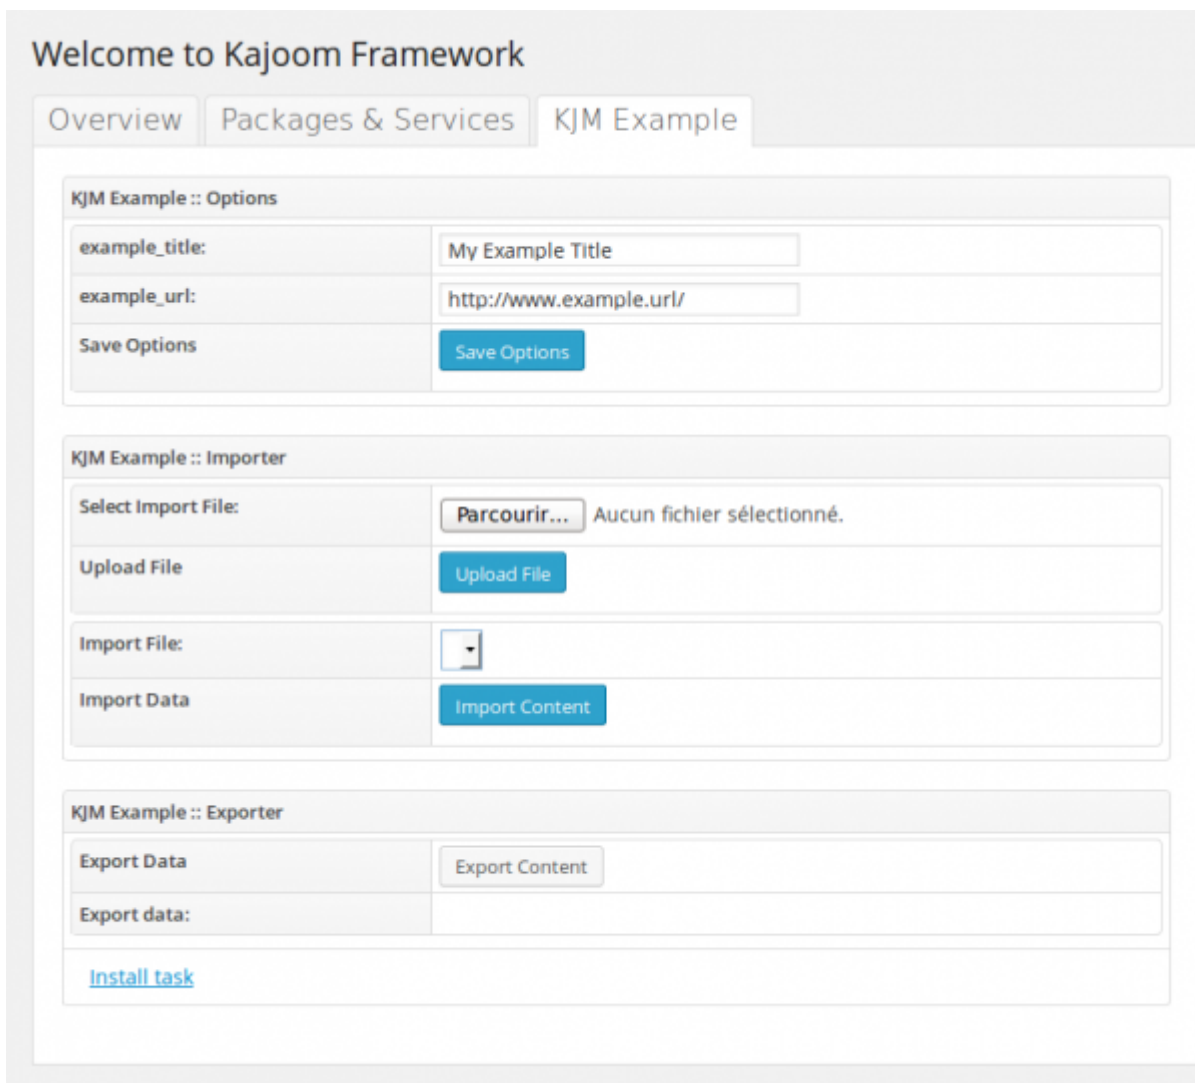 Welcome to Kajoom Framework
Overview Packages & Services KJM Example
KJM Example :: Options
example_title: My Example Title
example_url: http://www.example.url/
Save Options Save Options
KJM Example :: Importer
Select Import File: Parcourir... Aucun fichier sélectionné.
Upload File Upload File
Import File:
Import Data Import Content
KJM Example :: Exporter
Export Data Export Content
Export data:
Install task